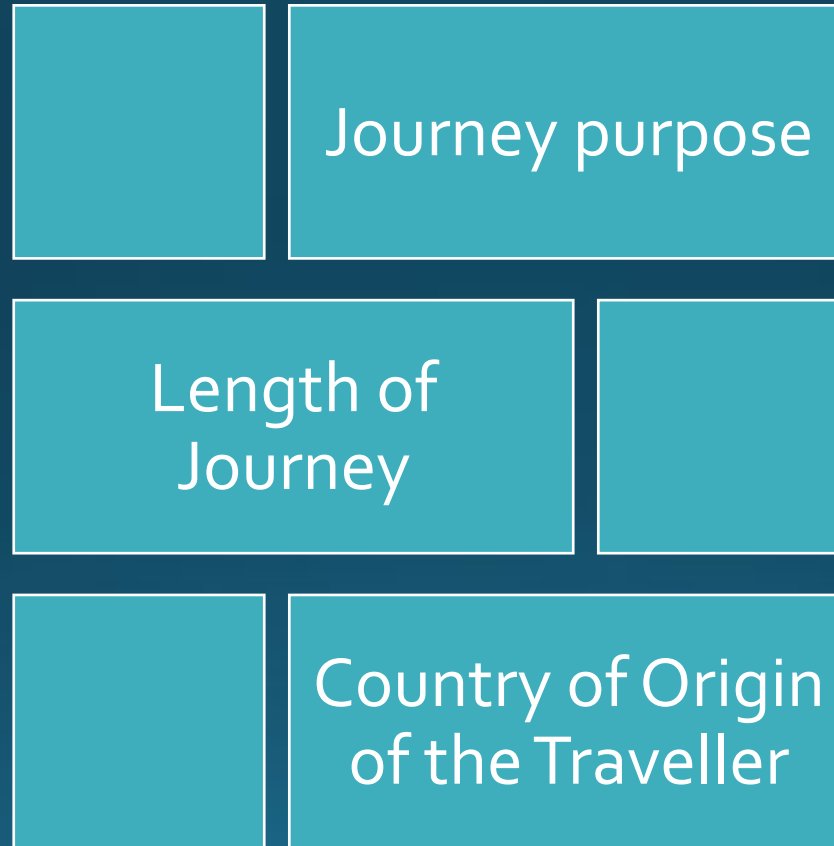 Journey purpose
Length of
Journey
Country of Origin
of the Traveller